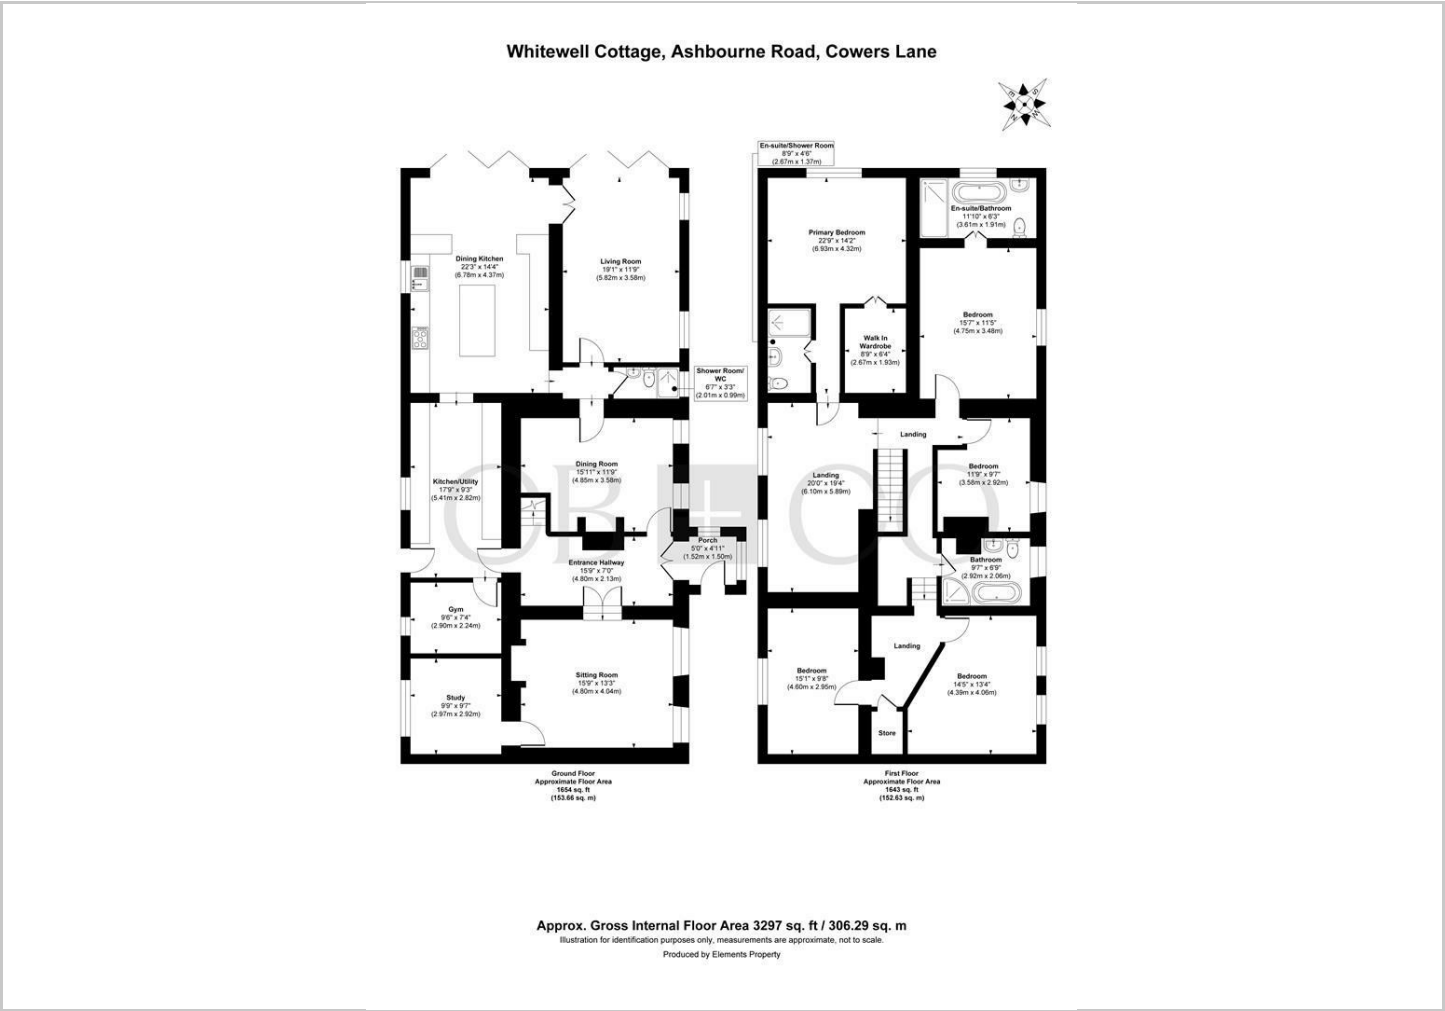 Whitewell Cottage, Ashbourne Road, Cowers Lane
S
E
W
N
En-suite/Shower Room
8'9" x 4'6"
(2.67m x 1.37m)
En-suite/Bathroom
11'10" x 6'3"
(3.61m x 1.91m)
Dining Kitchen
22'3" x 14'4"
(6.78m x 4.37m)
Living Room
19'1" x 11'9"
(5.82m x 3.58m)
Primary Bedroom
22'9" x 14'2"
(6.93m x 4.32m)
Bedroom
15'7" x 11'5"
(4.75m x 3.48m)
Walk In
Wardrobe
8'9" x 6'4"
(2.67m x 1.93m)
Shower Room/
WC
6'7" x 3'3"
(2.01m x 0.99m)
Landing
Dining Room
15'11" x 11'9"
(4.85m x 3.58m)
Kitchen/Utility
17'9" x 9'3"
(5.41m x 2.82m)
Landing
20'0" x 19'4"
(6.10m x 5.89m)
Bedroom
11'9" x 9'7"
(3.58m x 2.92m)
CB + CO
Porch
5'0" x 4'11"
(1.52m x 1.50m)
Entrance Hallway
15'9" x 7'0"
(4.80m x 2.13m)
Bathroom
9'7" x 6'9"
(2.92m x 2.06m)
Gym
9'6" x 7'4"
(2.90m x 2.24m)
Landing
Sitting Room
15'9" x 13'3"
(4.80m x 4.04m)
Study
9'9" x 9'7"
(2.97m x 2.92m)
Bedroom
15'1" x 9'8"
(4.60m x 2.95m)
Bedroom
14'5" x 13'4"
(4.39m x 4.06m)
Store
Ground Floor
Approximate Floor Area
1654 sq. ft
(153.66 sq. m)
First Floor
Approximate Floor Area
1643 sq. ft
(152.63 sq. m)
Approx. Gross Internal Floor Area 3297 sq. ft / 306.29 sq. m
Illustration for identification purposes only, measurements are approximate, not to scale.
Produced by Elements Property